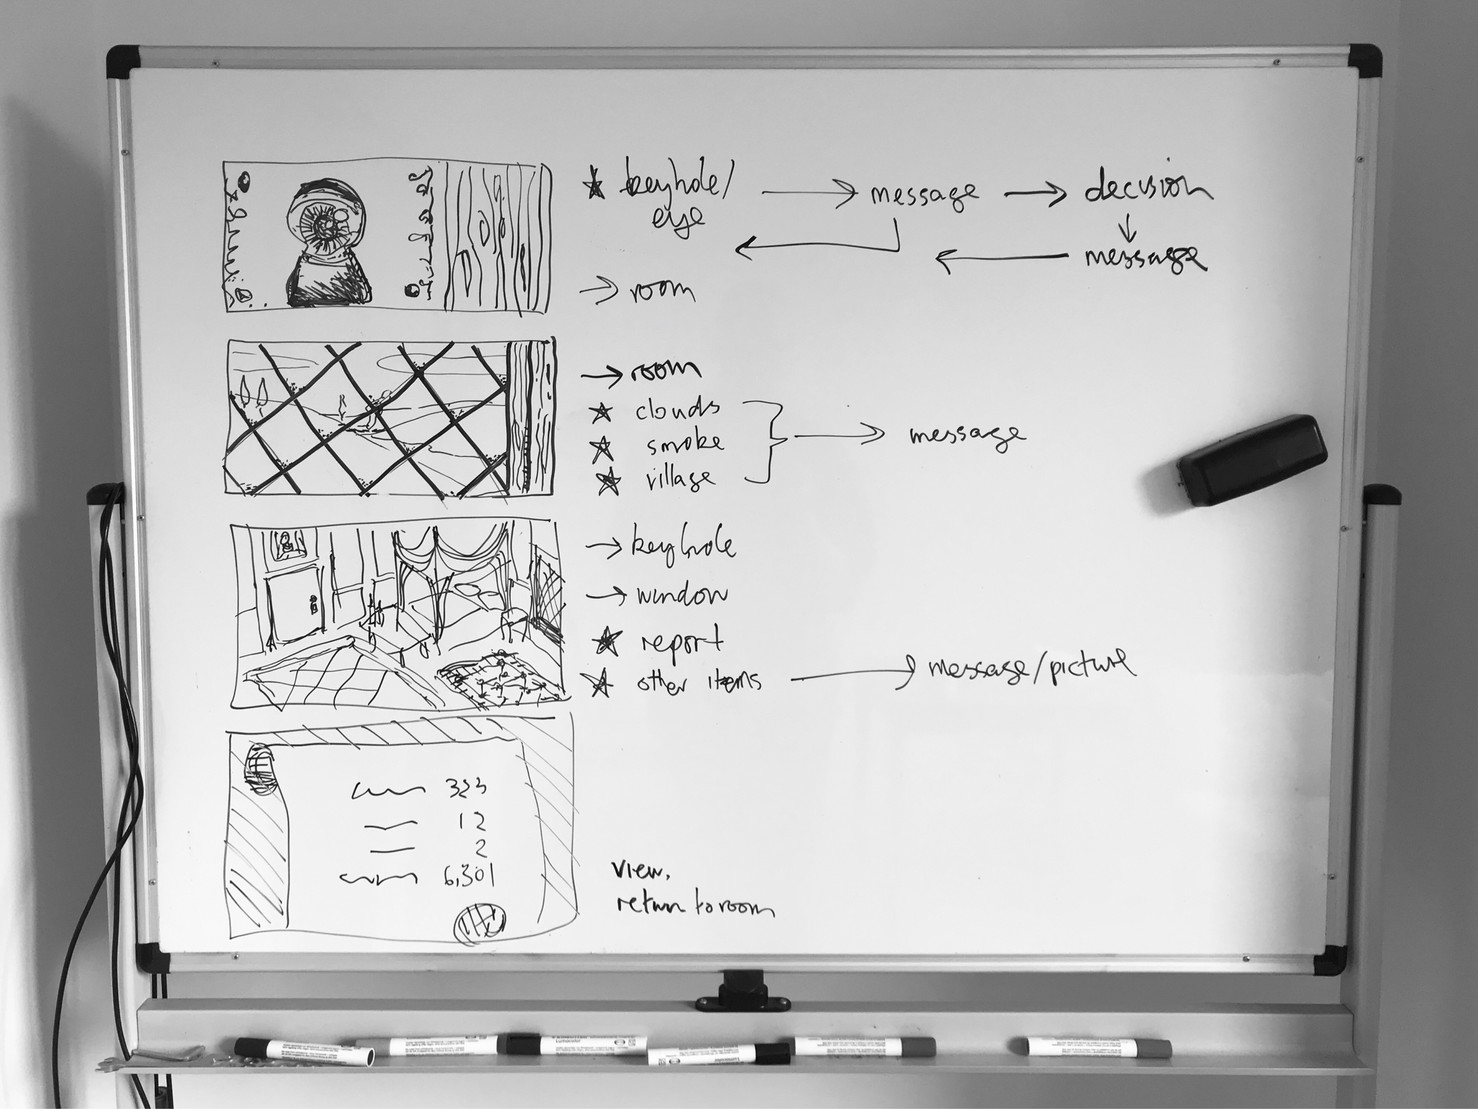 keyhole/ → message → decision
eye
message
→ room
→ room
clouds
smoke → message
village
→ keyhole
→ window
report
other items → message/picture
323
12
2
6,301
view,
return to room